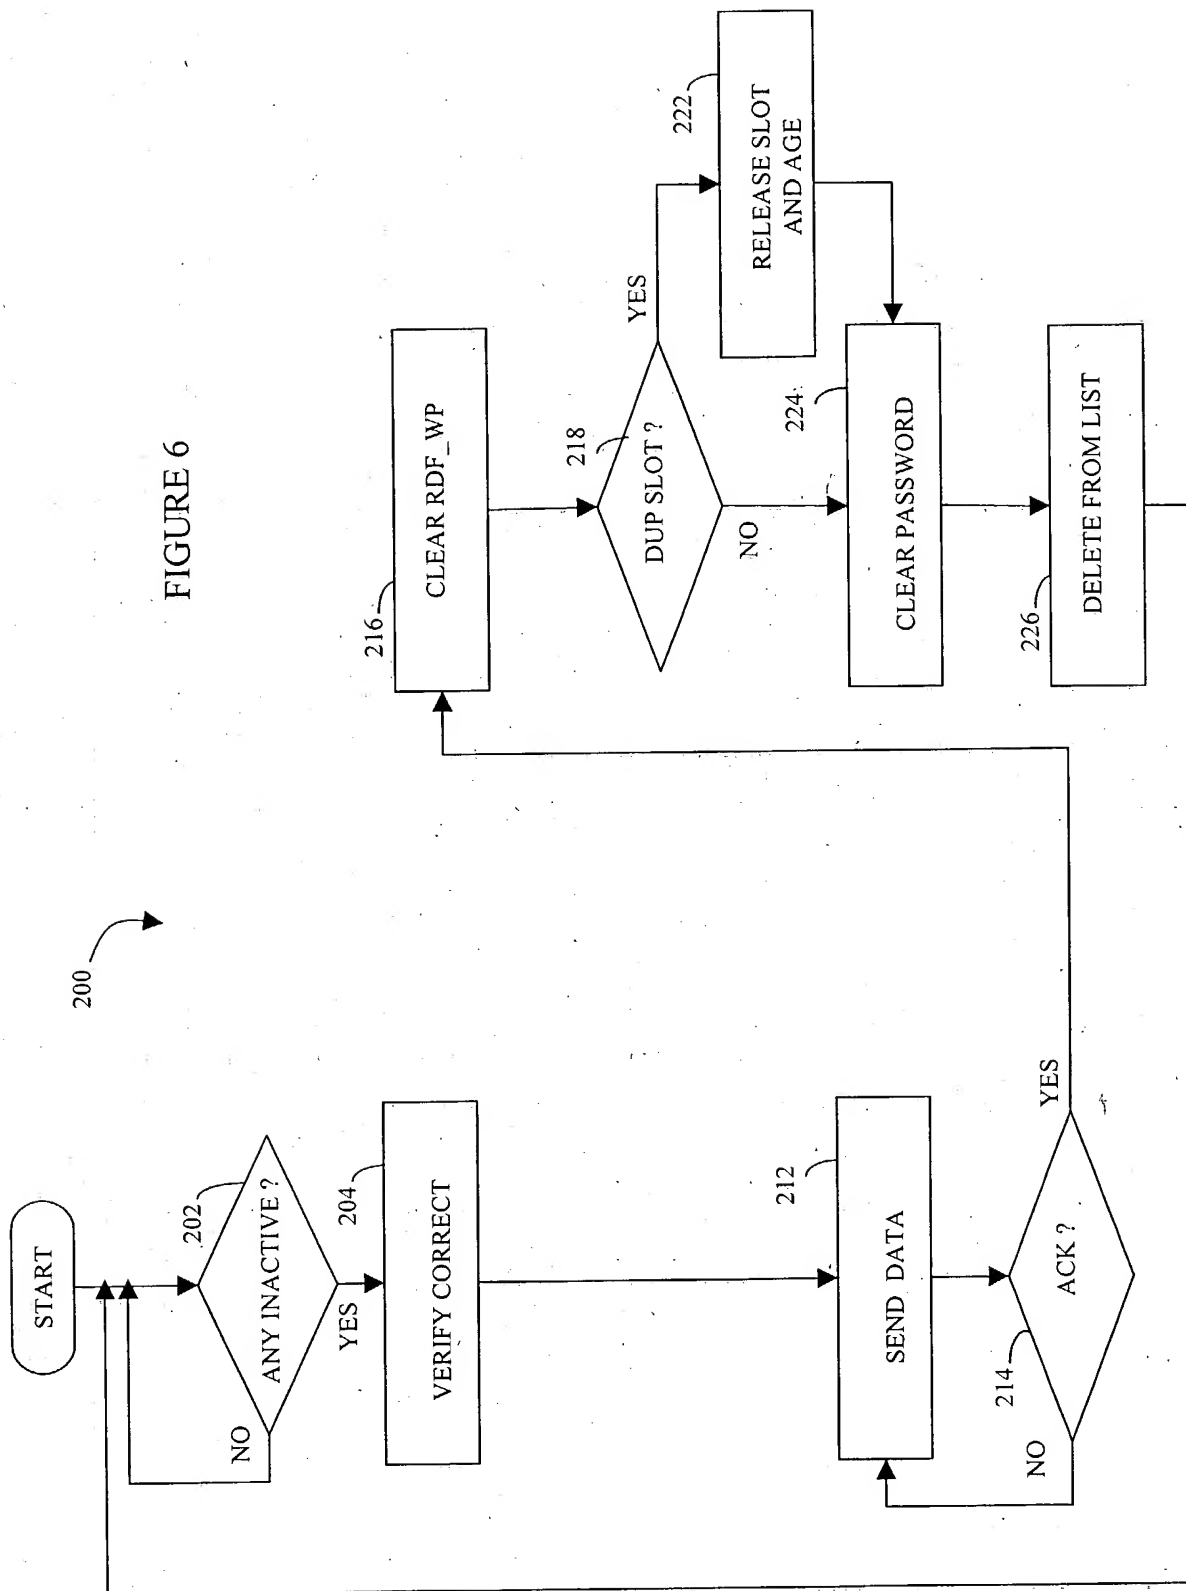 FIGURE 6
200
START
202
ANY INACTIVE ?
NO
YES
204
VERIFY CORRECT
212
SEND DATA
214
ACK ?
NO
YES
216
CLEAR RDF_WP
218
DUP SLOT ?
YES
NO
222
RELEASE SLOT
AND AGE
224
CLEAR PASSWORD
226
DELETE FROM LIST